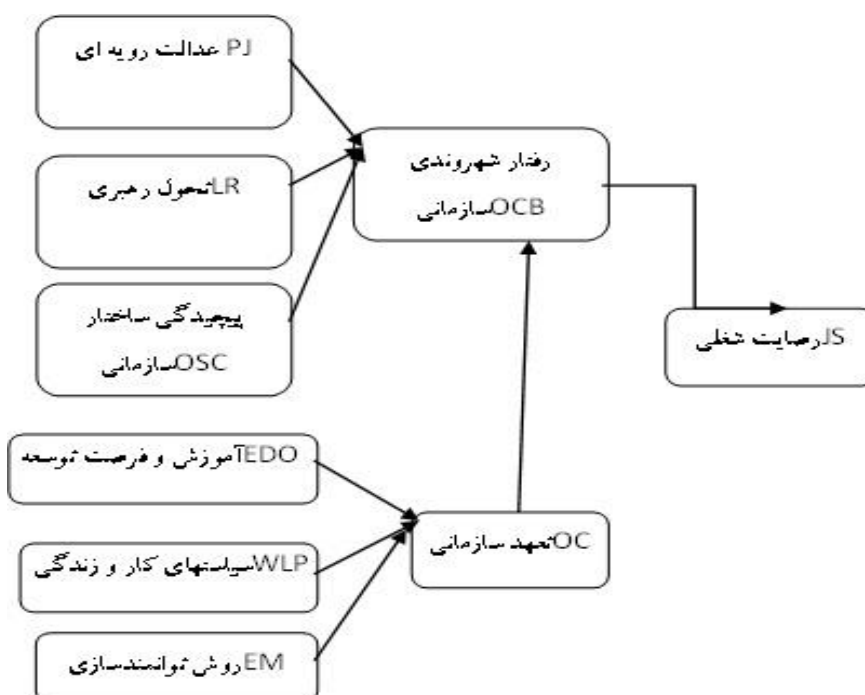 PJ عدالت رویه ای
LRتحول رهبری
پیچیدگی ساختار
OSCسازمانی
رفتار شهروندی
OCBسازمانی
JSرضایت شغلی
TEDOآموزش و فرصت توسعه
WLPسیاستهای کار و زندگی
EMروش توانمندسازی
OCتعهد سازمانی